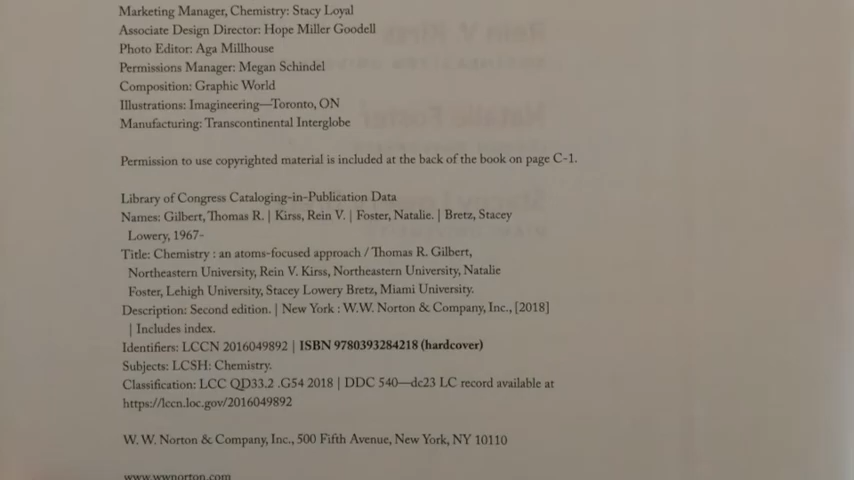 Marketing Manager, Chemistry: Stacy Loyal
Associate Design Director: Hope Miller Goodell
Photo Editor: Aga Millhouse
Permissions Manager: Megan Schindel
Composition: Graphic World
Illustrations: Imagineering—Toronto, ON
Manufacturing: Transcontinental Interglobe
Permission to use copyrighted material is included at the back of the book on page C-1.
Library of Congress Cataloging-in-Publication Data
Names: Gilbert, Thomas R. | Kirss, Rein V. | Foster, Natalie. | Bretz, Stacey
Lowery, 1967-
Title: Chemistry : an atoms-focused approach / Thomas R. Gilbert,
Northeastern University, Rein V. Kirss, Northeastern University, Natalie
Foster, Lehigh University, Stacey Lowery Bretz, Miami University.
Description: Second edition. | New York : W.W. Norton & Company, Inc., [2018]
| Includes index.
Identifiers: LCCN 2016049892 | ISBN 9780393284218 (hardcover)
Subjects: LCSH: Chemistry.
Classification: LCC QD33.2 .G54 2018 | DDC 540—dc23 LC record available at
https://lccn.loc.gov/2016049892
W. W. Norton & Company, Inc., 500 Fifth Avenue, New York, NY 10110
www.wwnorton.com